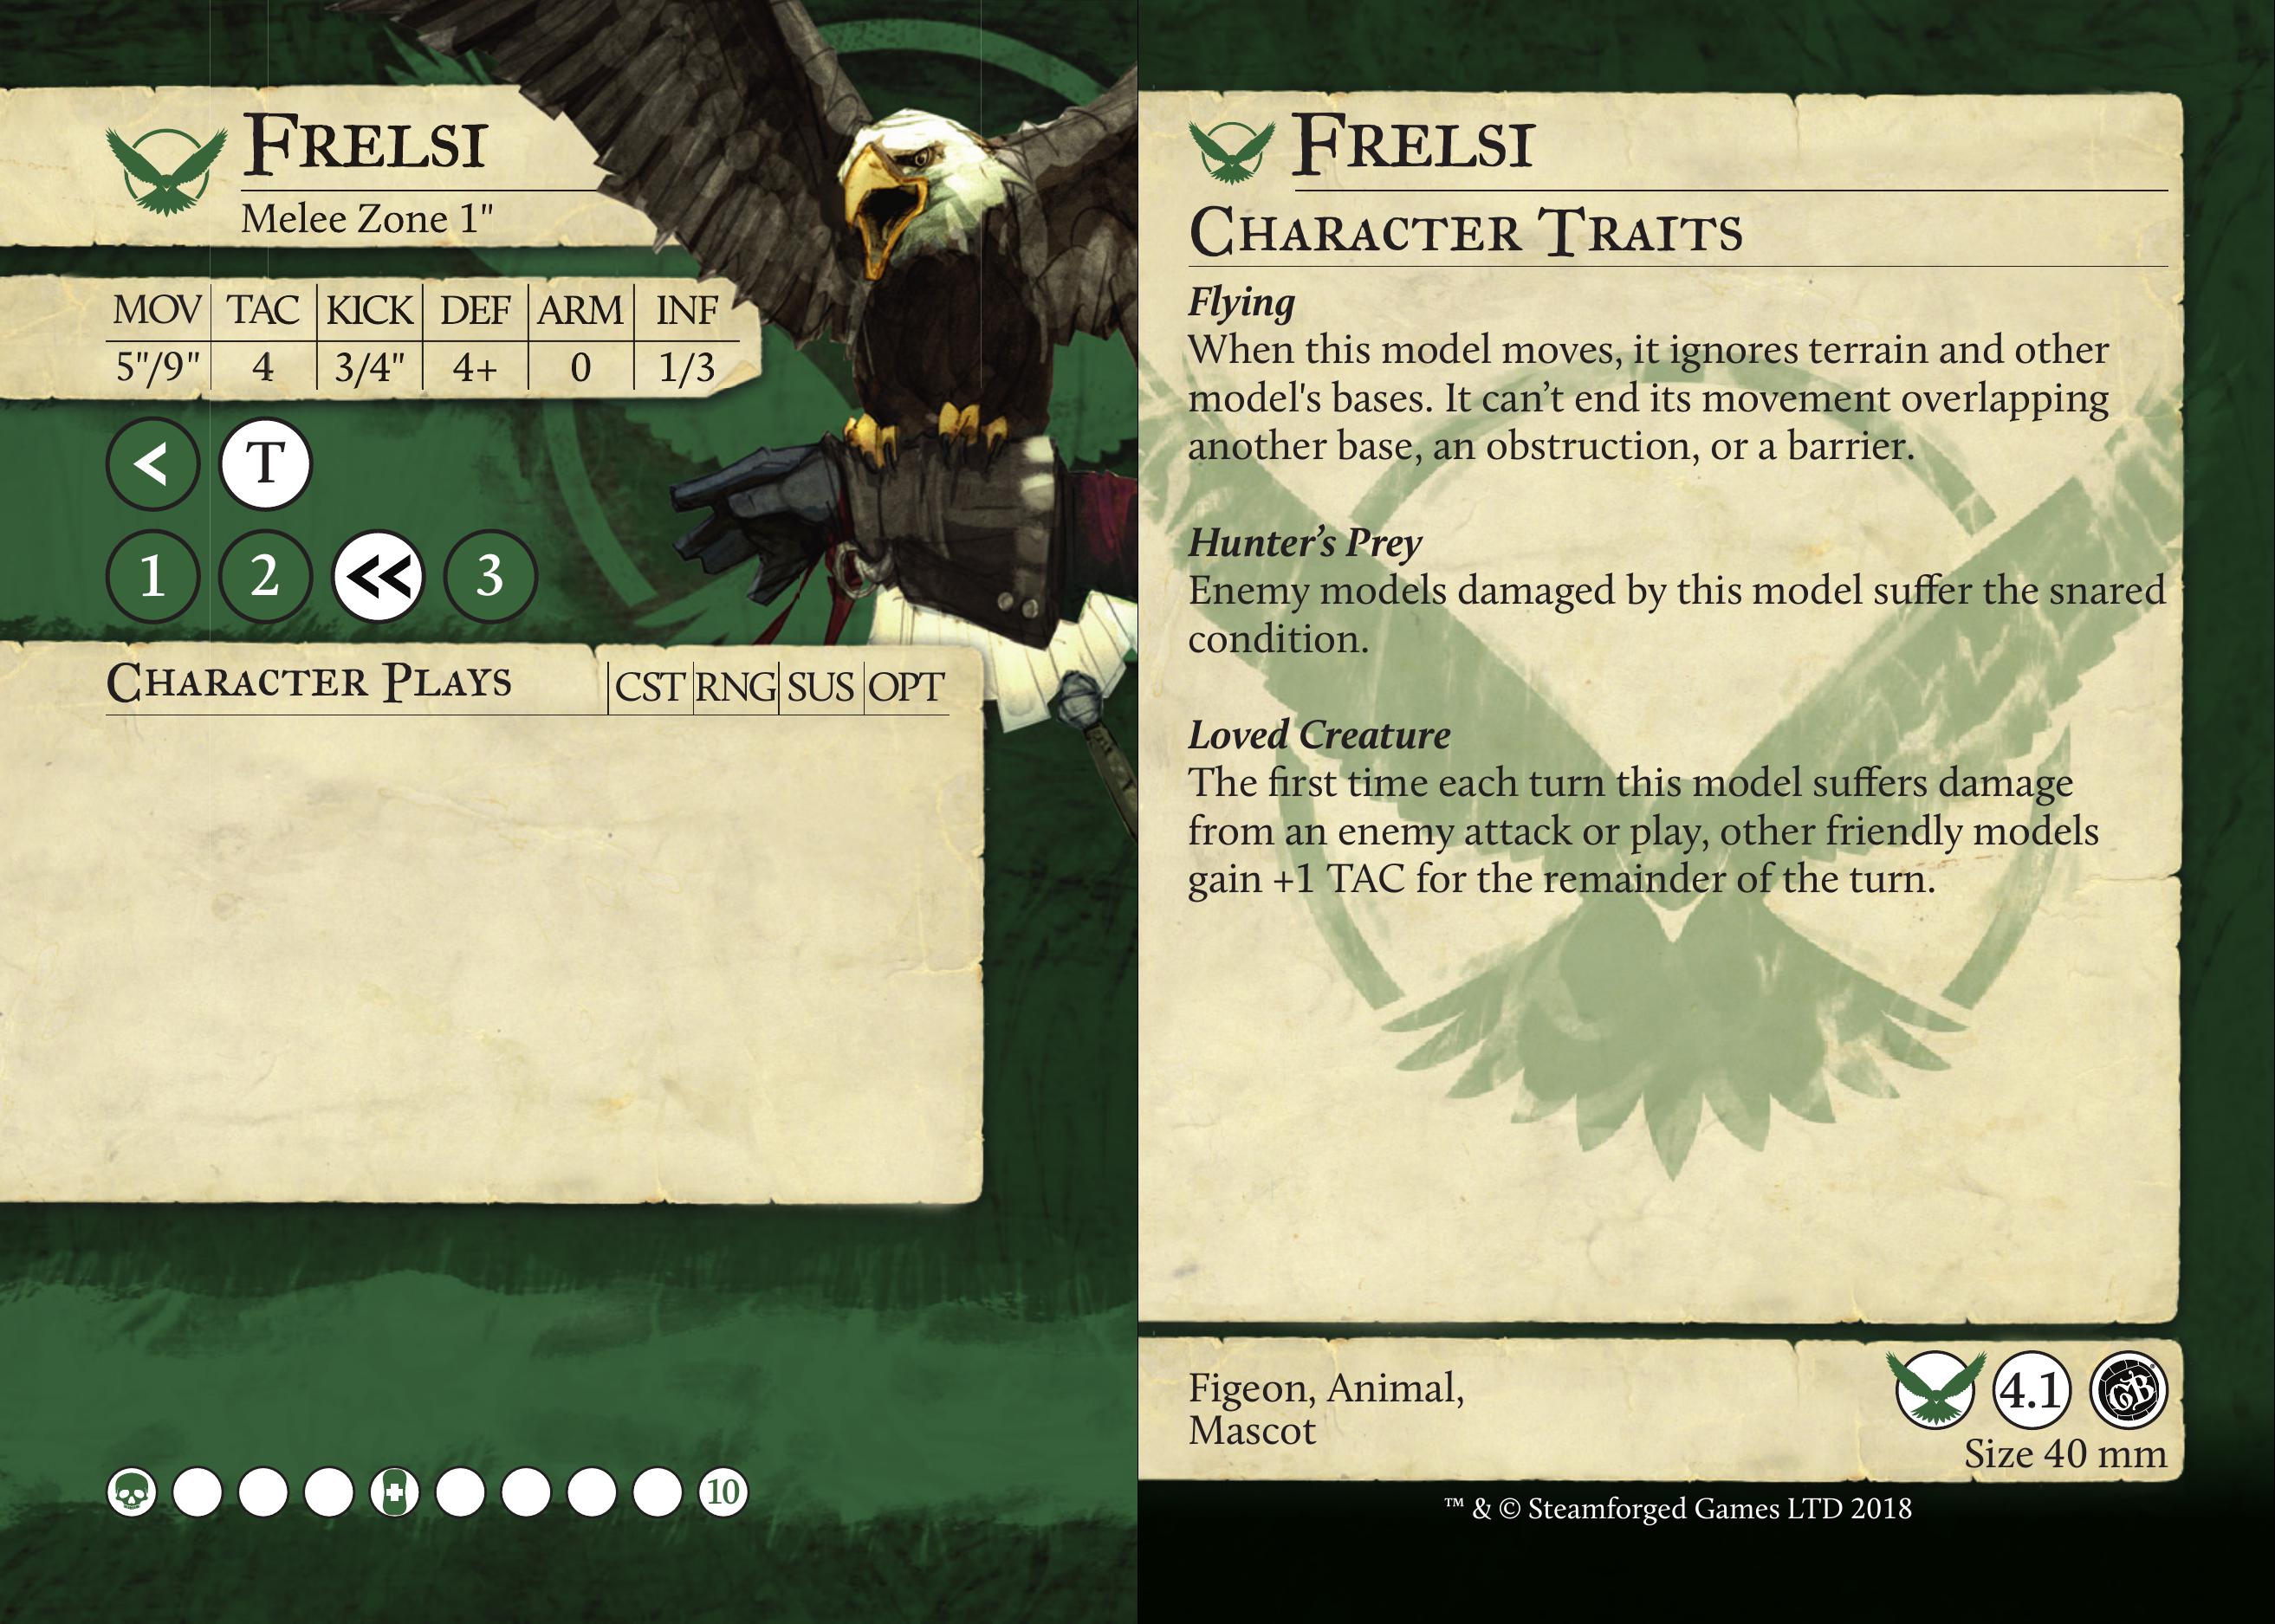 FRELSI
Melee Zone 1"
MOV TAC KICK DEF ARM INF
5"/9" 4 3/4" 4+ 0 1/3
< T
1 2 << 3
CHARACTER PLAYS CST RNG SUS OPT
10
FRELSI
CHARACTER TRAITS
Flying
When this model moves, it ignores terrain and other
model's bases. It can’t end its movement overlapping
another base, an obstruction, or a barrier.
Hunter’s Prey
Enemy models damaged by this model suffer the snared
condition.
Loved Creature
The first time each turn this model suffers damage
from an enemy attack or play, other friendly models
gain +1 TAC for the remainder of the turn.
Figeon, Animal,
Mascot
4.1 GB
Size 40 mm
™ & © Steamforged Games LTD 2018